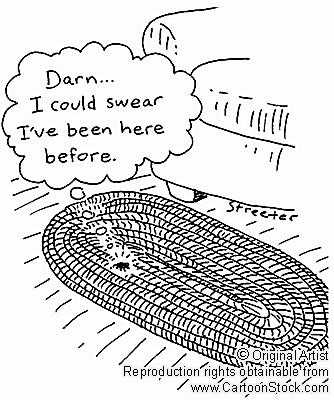 Darn...
I could swear
I've been here
before.
Streeter
© Original Artist
Reproduction rights obtainable from
www.CartoonStock.com